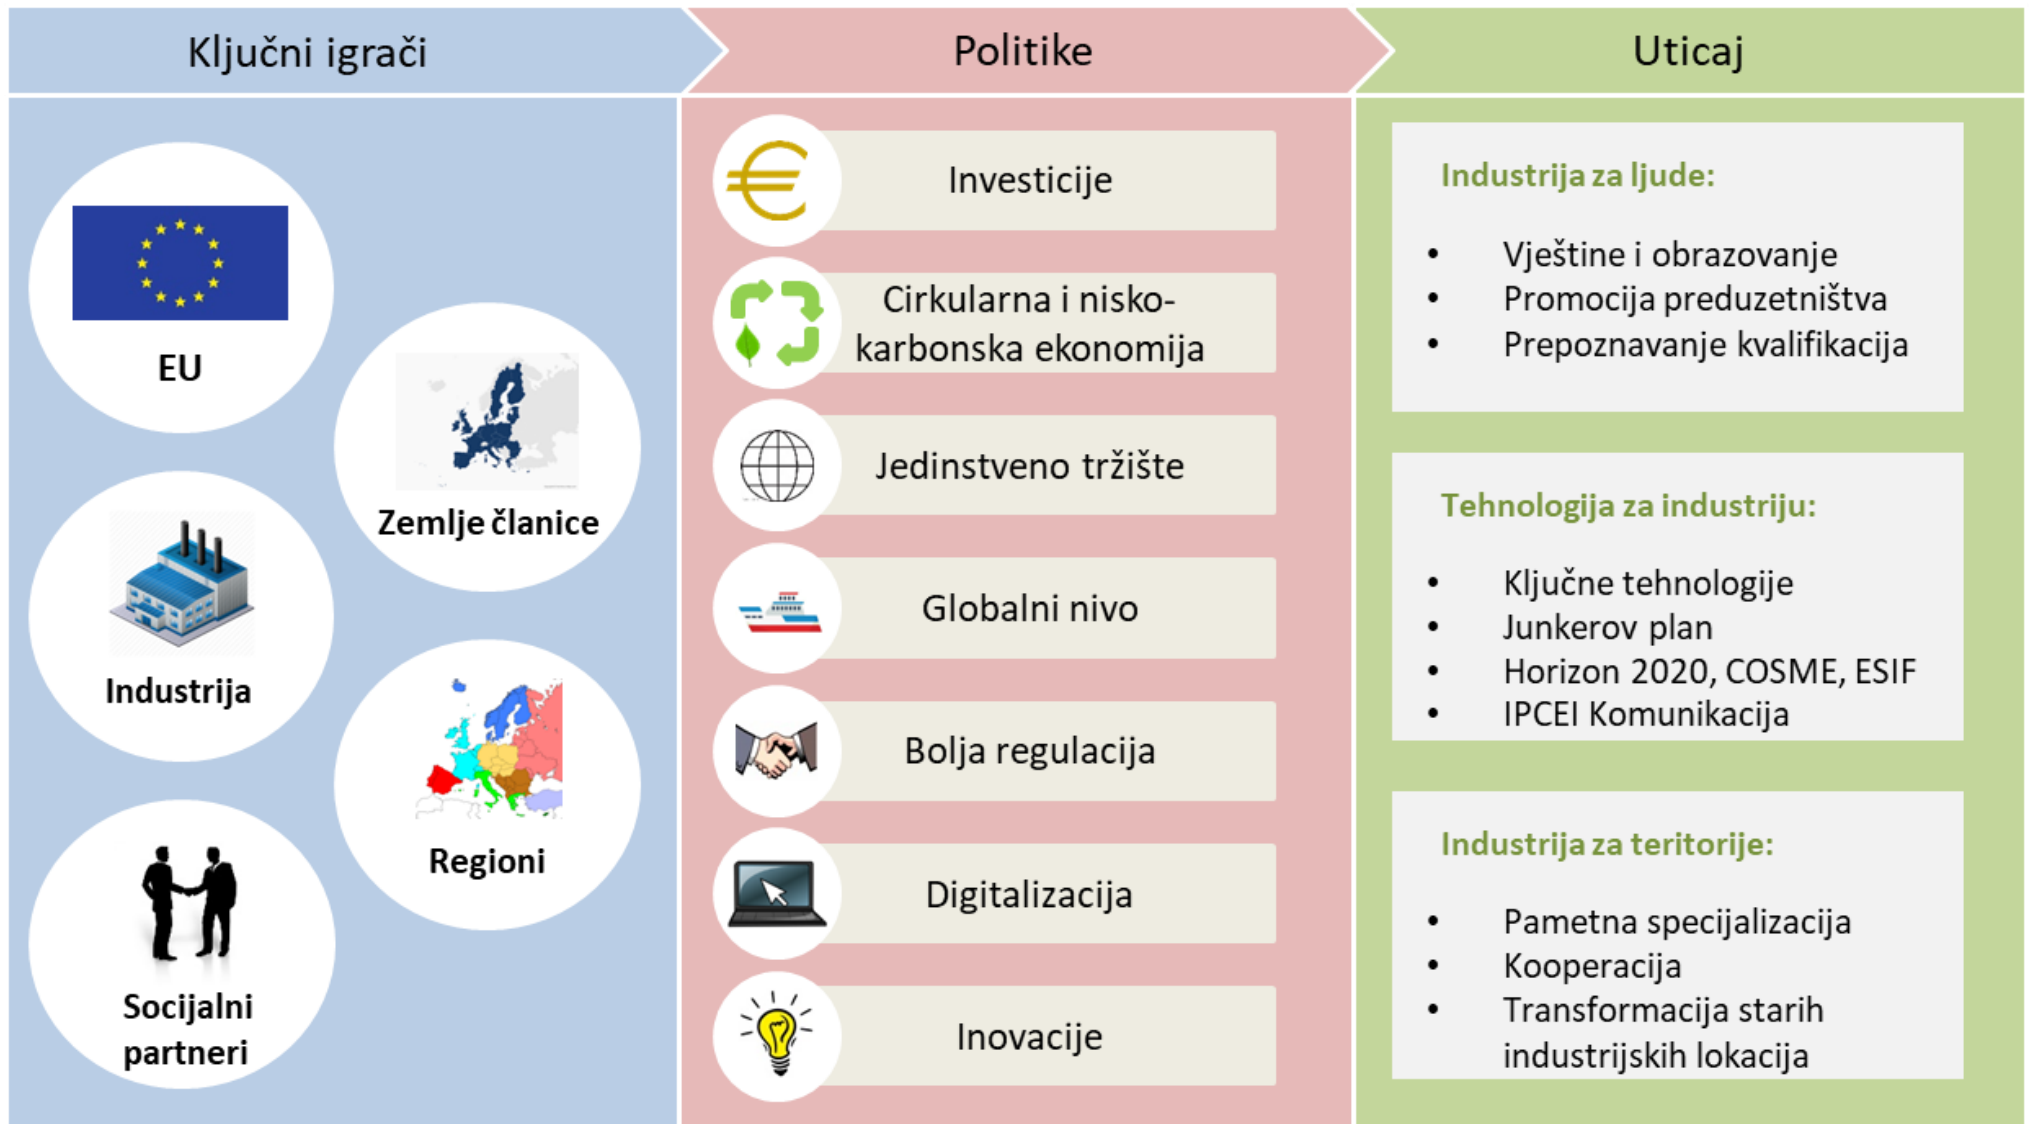 Ključni igrači
Politike
Uticaj
EU
Zemlje članice
Industrija
Regioni
Socijalni
partneri
Investicije
Cirkularna i nisko-
karbonska ekonomija
Jedinstveno tržište
Globalni nivo
Bolja regulacija
Digitalizacija
Inovacije
Industrija za ljude:
• Vještine i obrazovanje
• Promocija preduzetništva
• Prepoznavanje kvalifikacija
Tehnologija za industriju:
• Ključne tehnologije
• Junkerov plan
• Horizon 2020, COSME, ESIF
• IPCEI Komunikacija
Industrija za teritorije:
• Pametna specijalizacija
• Kooperacija
• Transformacija starih
industrijskih lokacija